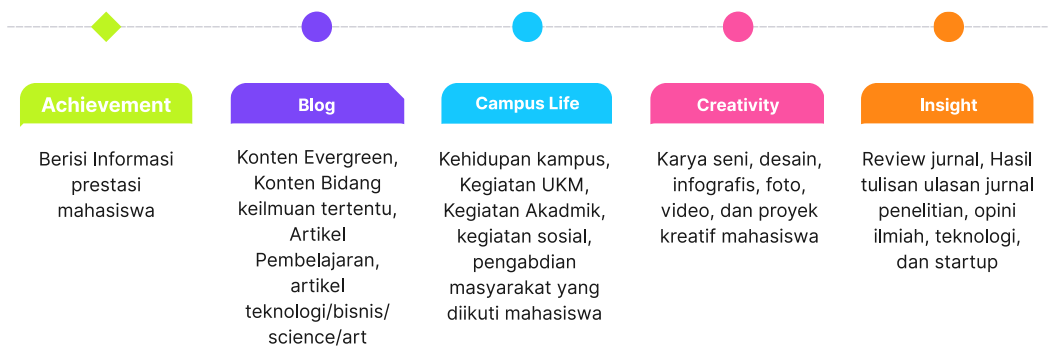 Achievement
Berisi Informasi
prestasi
mahasiswa
Blog
Konten Evergreen,
Konten Bidang
keilmuan tertentu,
Artikel
Pembelajaran,
artikel
teknologi/bisnis/
science/art
Campus Life
Kehidupan kampus,
Kegiatan UKM,
Kegiatan Akadmik,
kegiatan sosial,
pengabdian
masyarakat yang
diikuti mahasiswa
Creativity
Karya seni, desain,
infografis, foto,
video, dan proyek
kreatif mahasiswa
Insight
Review jurnal, Hasil
tulisan ulasan jurnal
penelitian, opini
ilmiah, teknologi,
dan startup